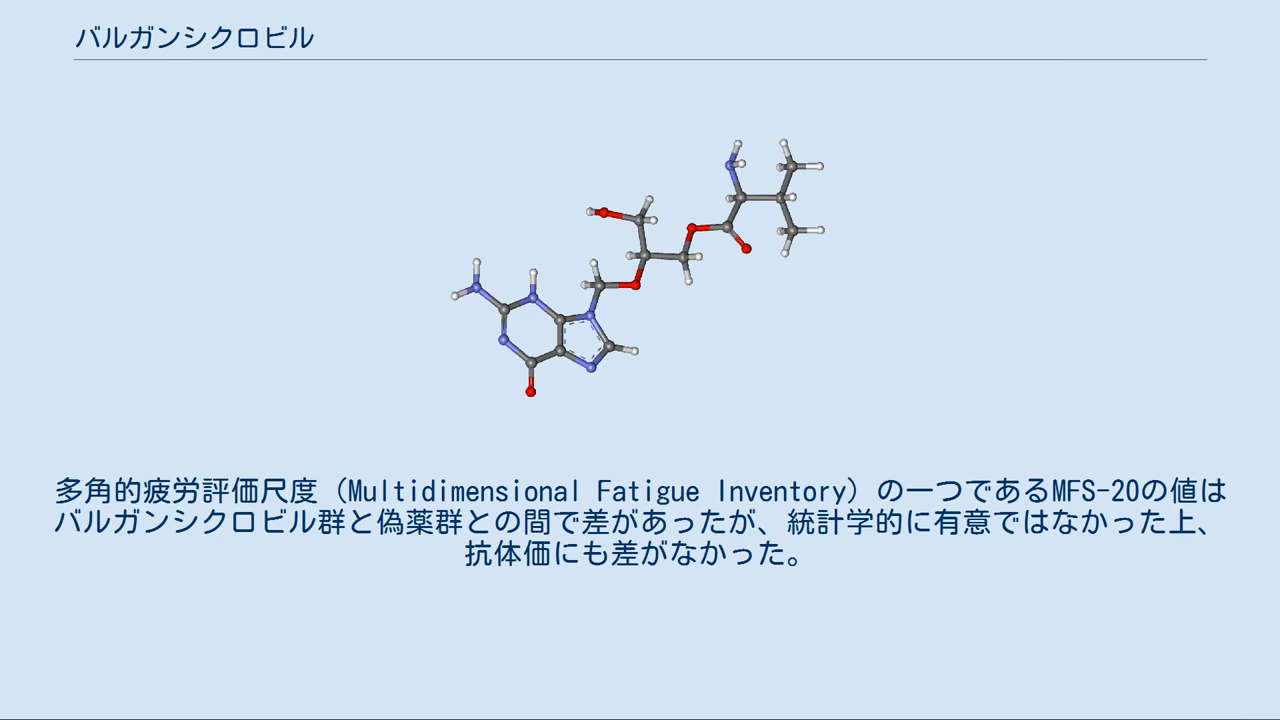 バルガンシクロビル
多角的疲労評価尺度（Multidimensional Fatigue Inventory）の一つであるMFS-20の値は
バルガンシクロビル群と偽薬群との間で差があったが、統計学的に有意ではなかった上、
抗体価にも差がなかった。